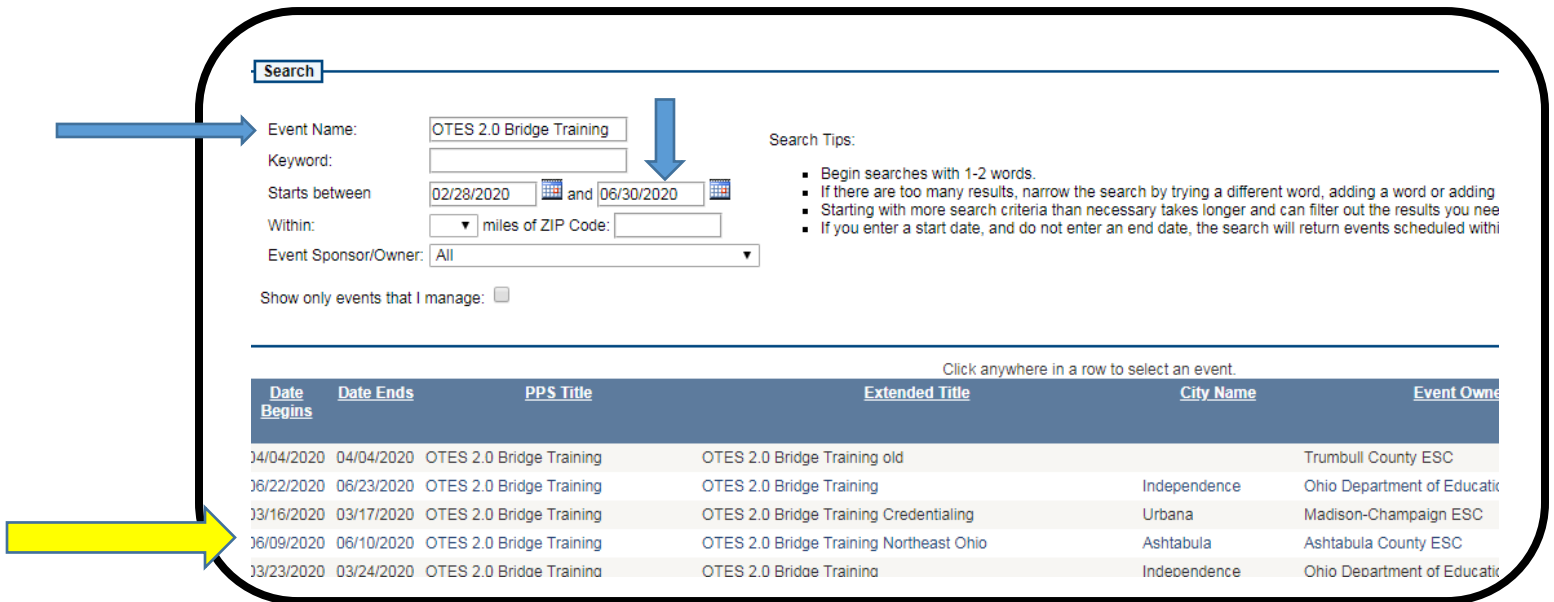 Search
Event Name: OTES 2.0 Bridge Training
Keyword:
Starts between 02/28/2020 and 06/30/2020
Within: miles of ZIP Code:
Event Sponsor/Owner: All
Show only events that I manage:
Search Tips:
Begin searches with 1-2 words.
If there are too many results, narrow the search by trying a different word, adding a word or adding
Starting with more search criteria than necessary takes longer and can filter out the results you nee
If you enter a start date, and do not enter an end date, the search will return events scheduled withi
Click anywhere in a row to select an event.
Date Begins Date Ends PPS Title Extended Title City Name Event Owne
04/04/2020 04/04/2020 OTES 2.0 Bridge Training OTES 2.0 Bridge Training old Trumbull County ESC
06/22/2020 06/23/2020 OTES 2.0 Bridge Training OTES 2.0 Bridge Training Independence Ohio Department of Educatio
03/16/2020 03/17/2020 OTES 2.0 Bridge Training OTES 2.0 Bridge Training Credentialing Urbana Madison-Champaign ESC
06/09/2020 06/10/2020 OTES 2.0 Bridge Training OTES 2.0 Bridge Training Northeast Ohio Ashtabula Ashtabula County ESC
03/23/2020 03/24/2020 OTES 2.0 Bridge Training OTES 2.0 Bridge Training Independence Ohio Department of Educatio